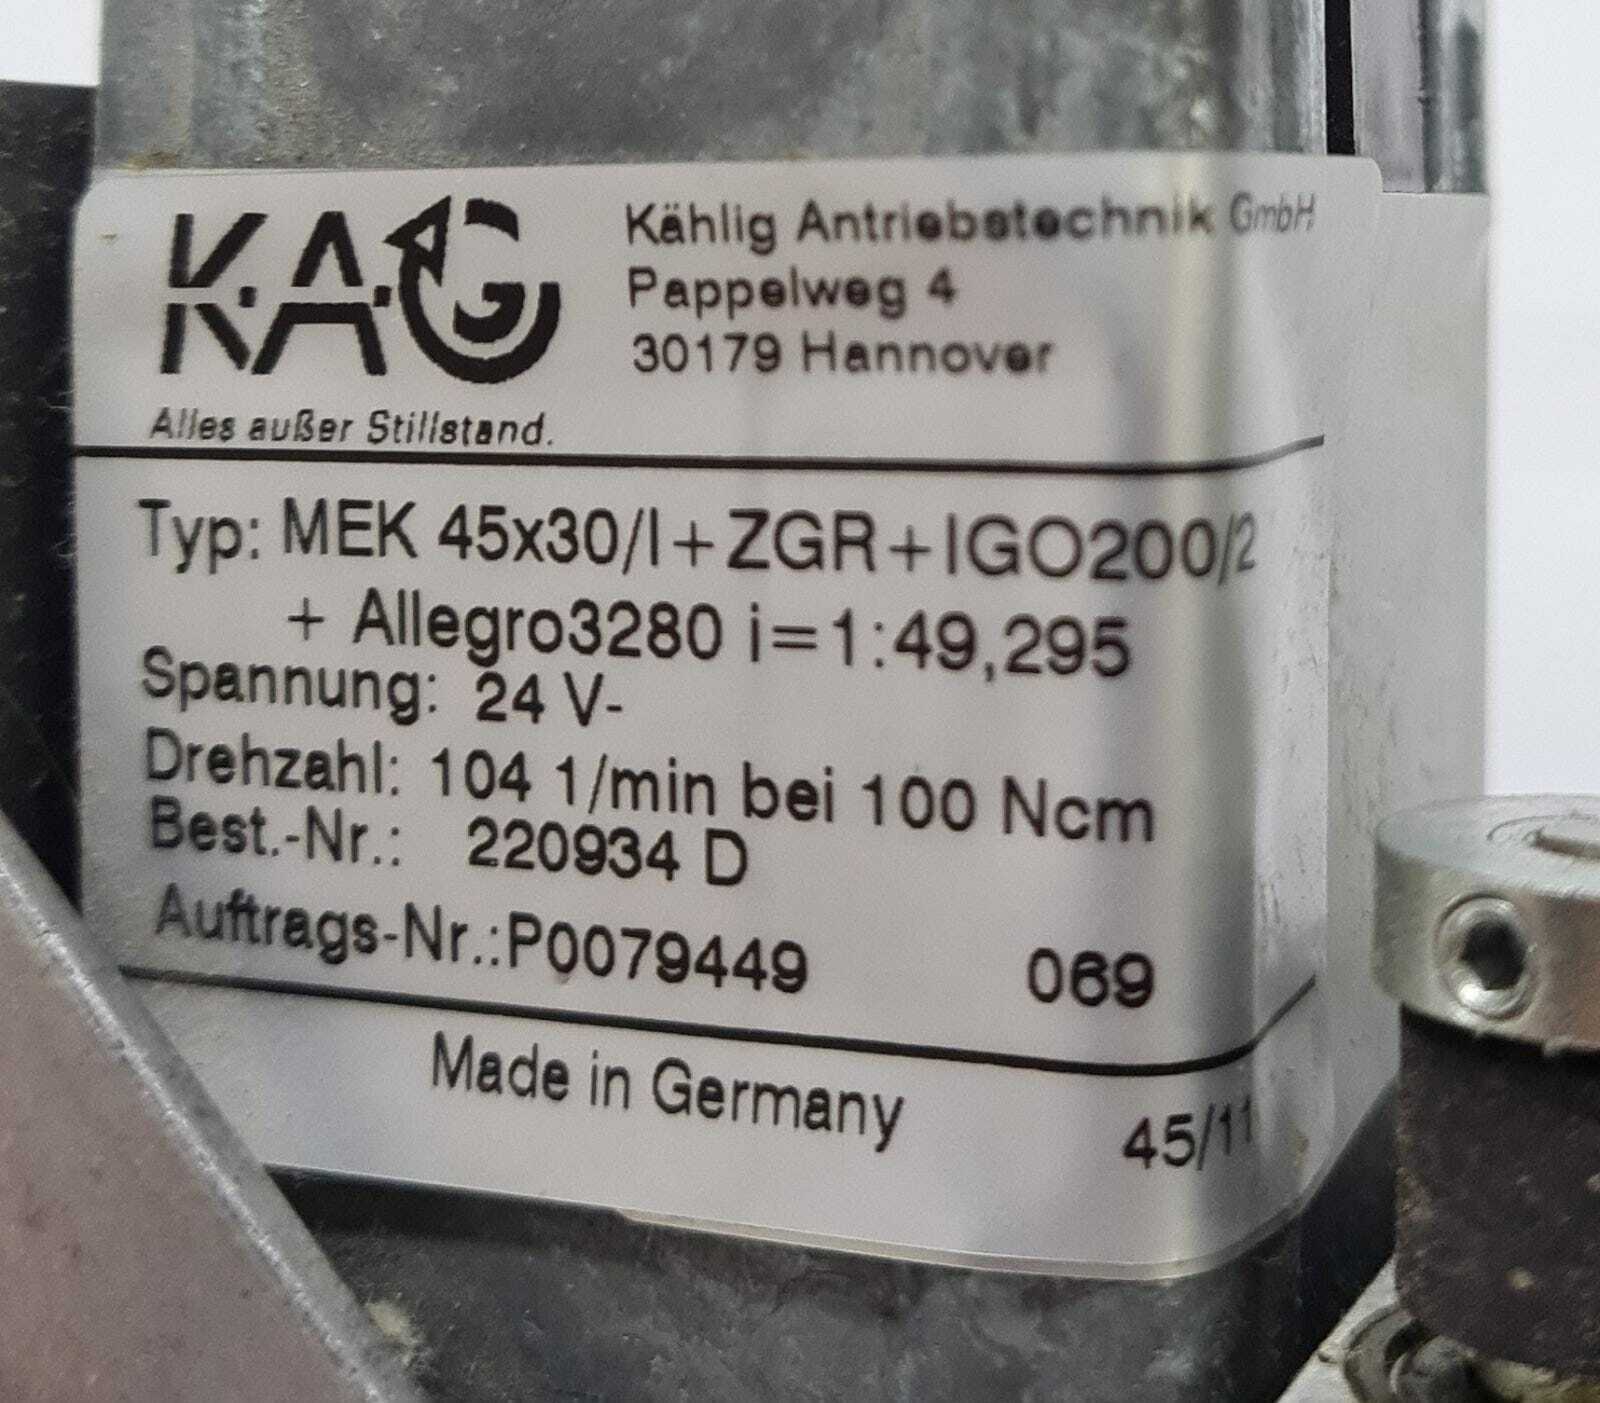 K.A.G
Kählig Antriebstechnik GmbH
Pappelweg 4
30179 Hannover
Alles außer Stillstand.
Typ: MEK 45x30/I+ZGR+IGO200/2
+ Allegro3280 i=1:49,295
Spannung: 24 V-
Drehzahl: 104 1/min bei 100 Ncm
Best.-Nr.: 220934 D
Auftrags-Nr.:P0079449 069
Made in Germany
45/11